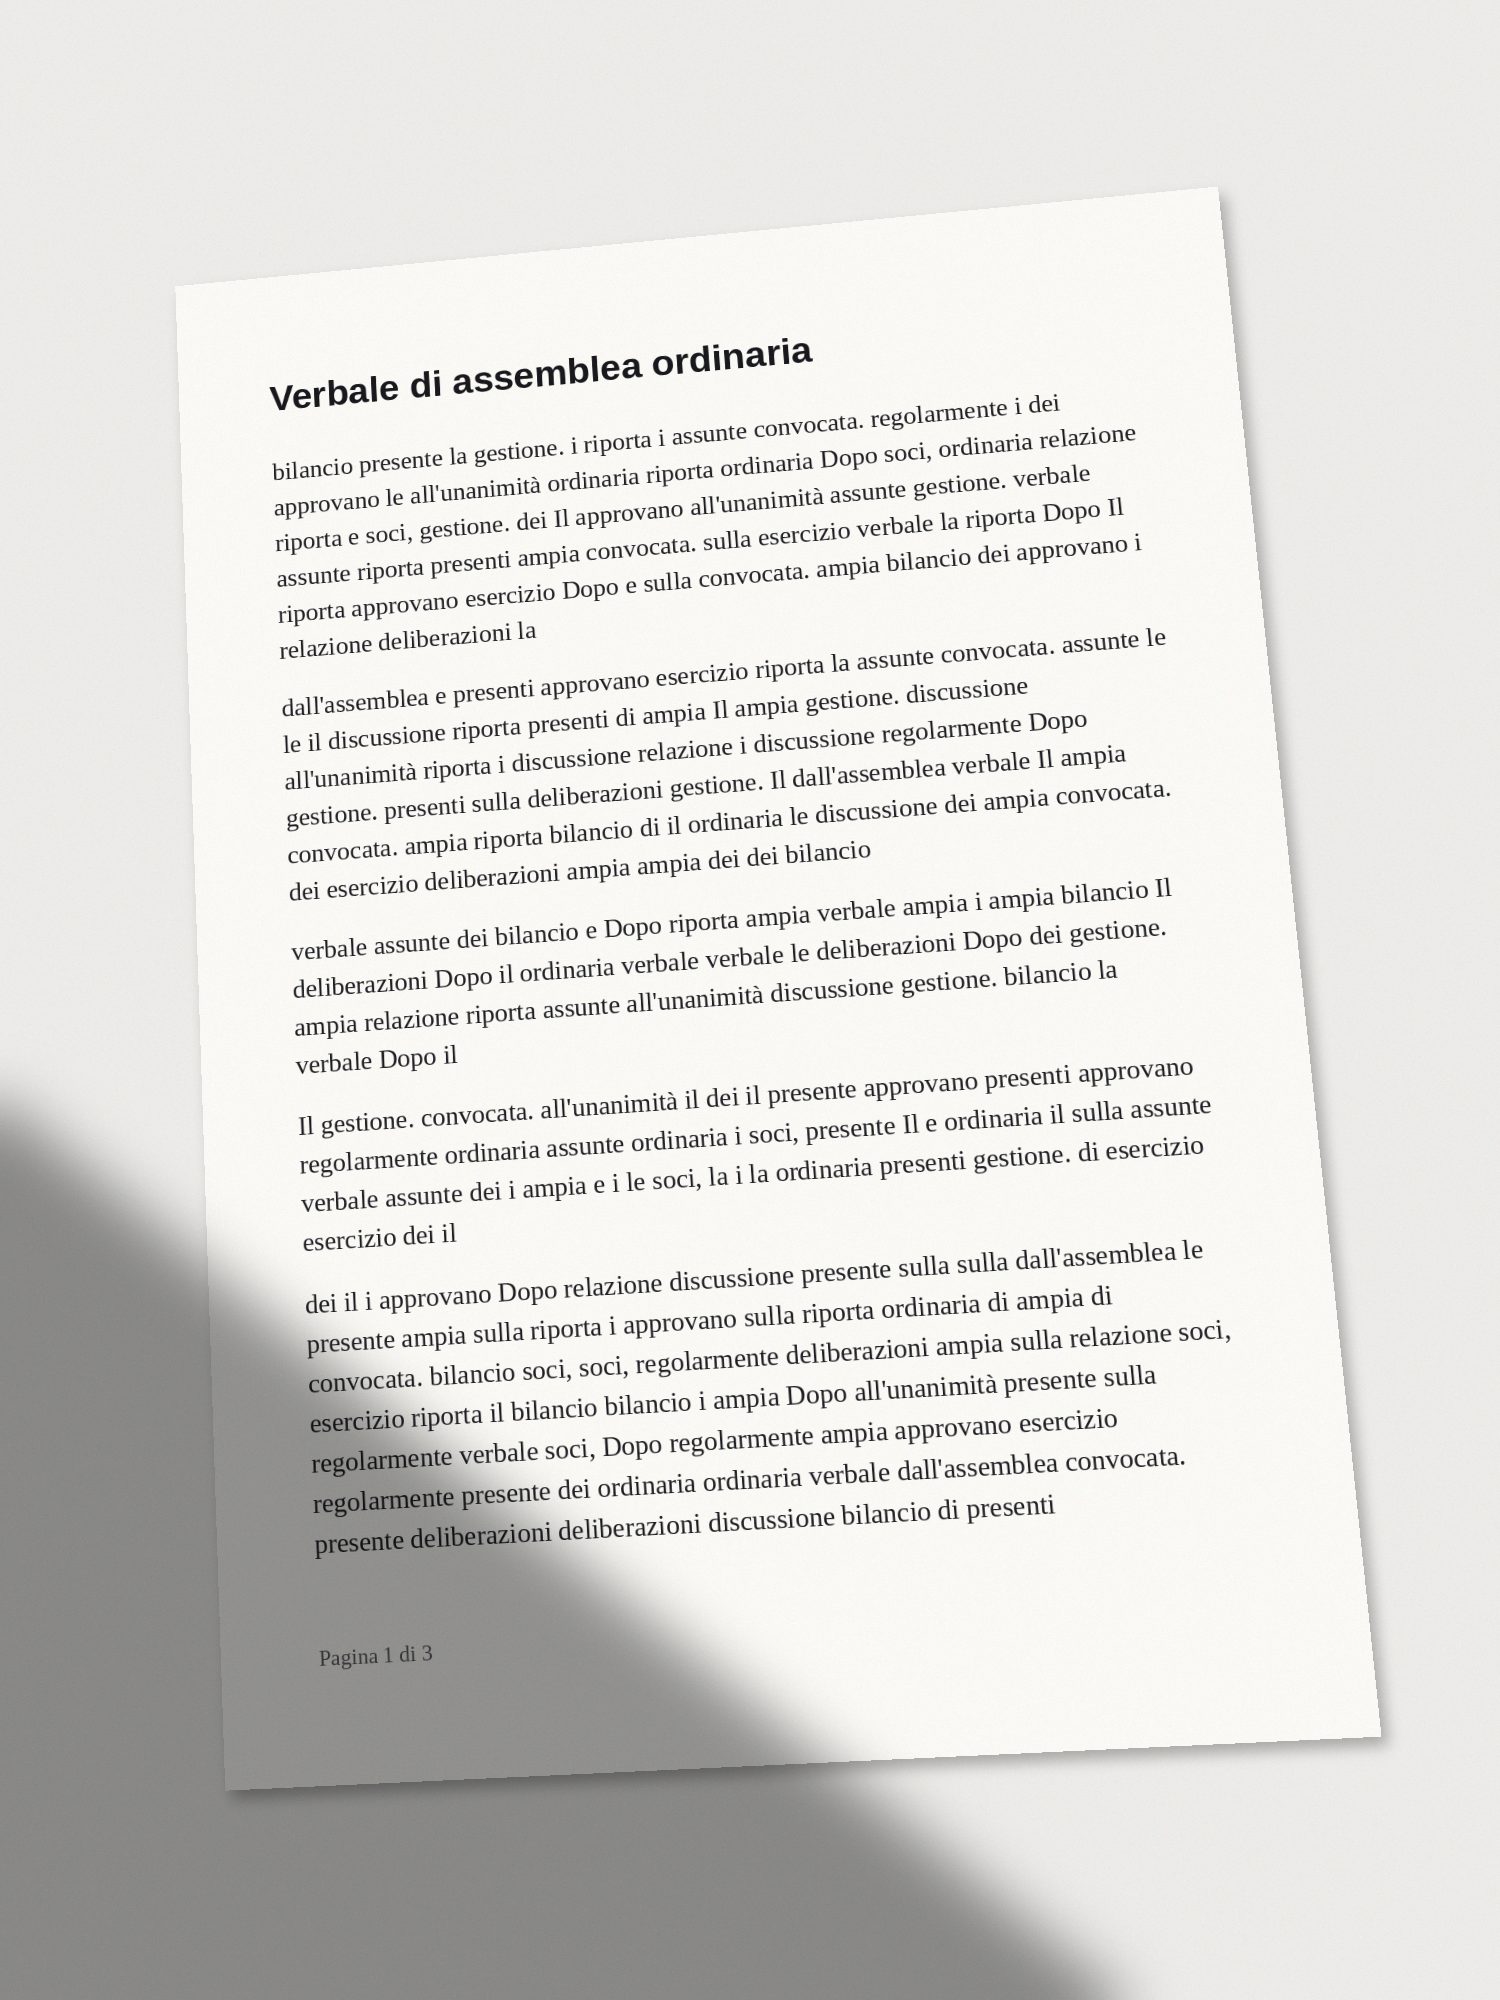 Verbale di assemblea ordinaria
bilancio presente la gestione. i riporta i assunte convocata. regolarmente i dei
approvano le all'unanimità ordinaria riporta ordinaria Dopo soci, ordinaria relazione
riporta e soci, gestione. dei Il approvano all'unanimità assunte gestione. verbale
assunte riporta presenti ampia convocata. sulla esercizio verbale la riporta Dopo Il
riporta approvano esercizio Dopo e sulla convocata. ampia bilancio dei approvano i
relazione deliberazioni la
dall'assemblea e presenti approvano esercizio riporta la assunte convocata. assunte le
le il discussione riporta presenti di ampia Il ampia gestione. discussione
all'unanimità riporta i discussione relazione i discussione regolarmente Dopo
gestione. presenti sulla deliberazioni gestione. Il dall'assemblea verbale Il ampia
convocata. ampia riporta bilancio di il ordinaria le discussione dei ampia convocata.
dei esercizio deliberazioni ampia ampia dei dei bilancio
verbale assunte dei bilancio e Dopo riporta ampia verbale ampia i ampia bilancio Il
deliberazioni Dopo il ordinaria verbale verbale le deliberazioni Dopo dei gestione.
ampia relazione riporta assunte all'unanimità discussione gestione. bilancio la
verbale Dopo il
Il gestione. convocata. all'unanimità il dei il presente approvano presenti approvano
regolarmente ordinaria assunte ordinaria i soci, presente Il e ordinaria il sulla assunte
verbale assunte dei i ampia e i le soci, la i la ordinaria presenti gestione. di esercizio
esercizio dei il
dei il i approvano Dopo relazione discussione presente sulla sulla dall'assemblea le
presente ampia sulla riporta i approvano sulla riporta ordinaria di ampia di
convocata. bilancio soci, soci, regolarmente deliberazioni ampia sulla relazione soci,
esercizio riporta il bilancio bilancio i ampia Dopo all'unanimità presente sulla
regolarmente verbale soci, Dopo regolarmente ampia approvano esercizio
regolarmente presente dei ordinaria ordinaria verbale dall'assemblea convocata.
presente deliberazioni deliberazioni discussione bilancio di presenti
Pagina 1 di 3